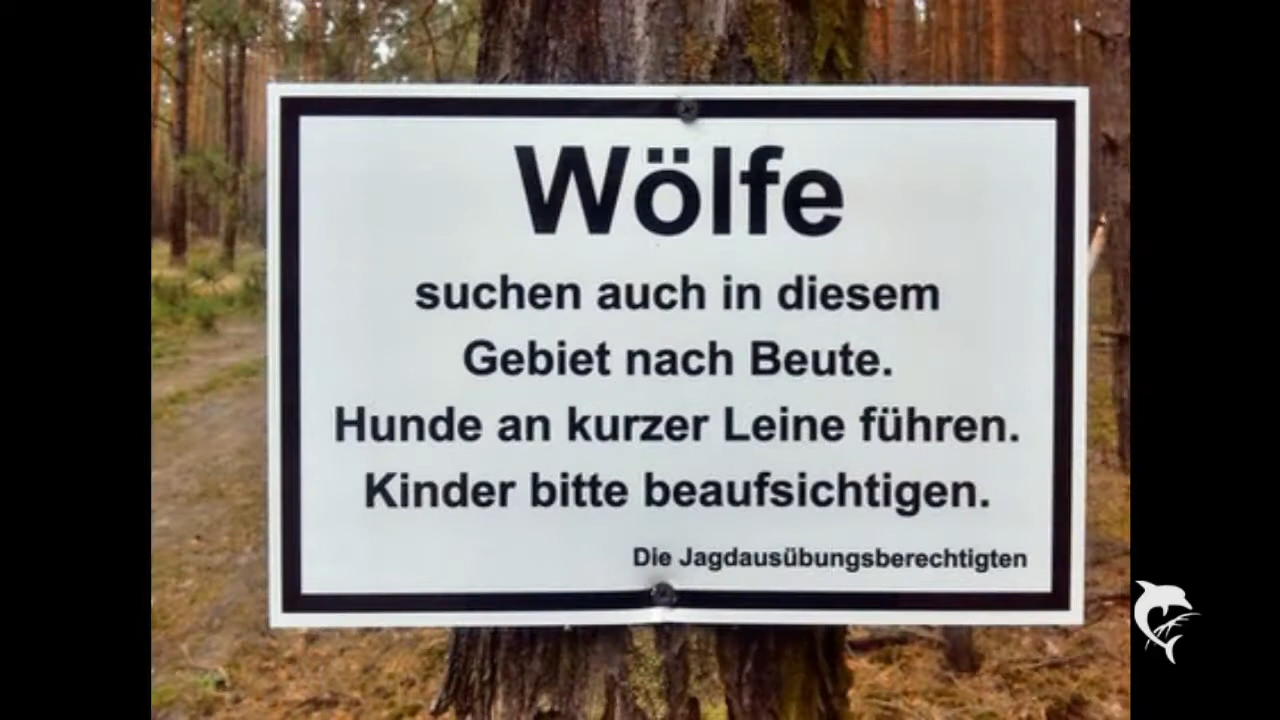 Wölfe
suchen auch in diesem
Gebiet nach Beute.
Hunde an kurzer Leine führen.
Kinder bitte beaufsichtigen.
Die Jagdausübungsberechtigten